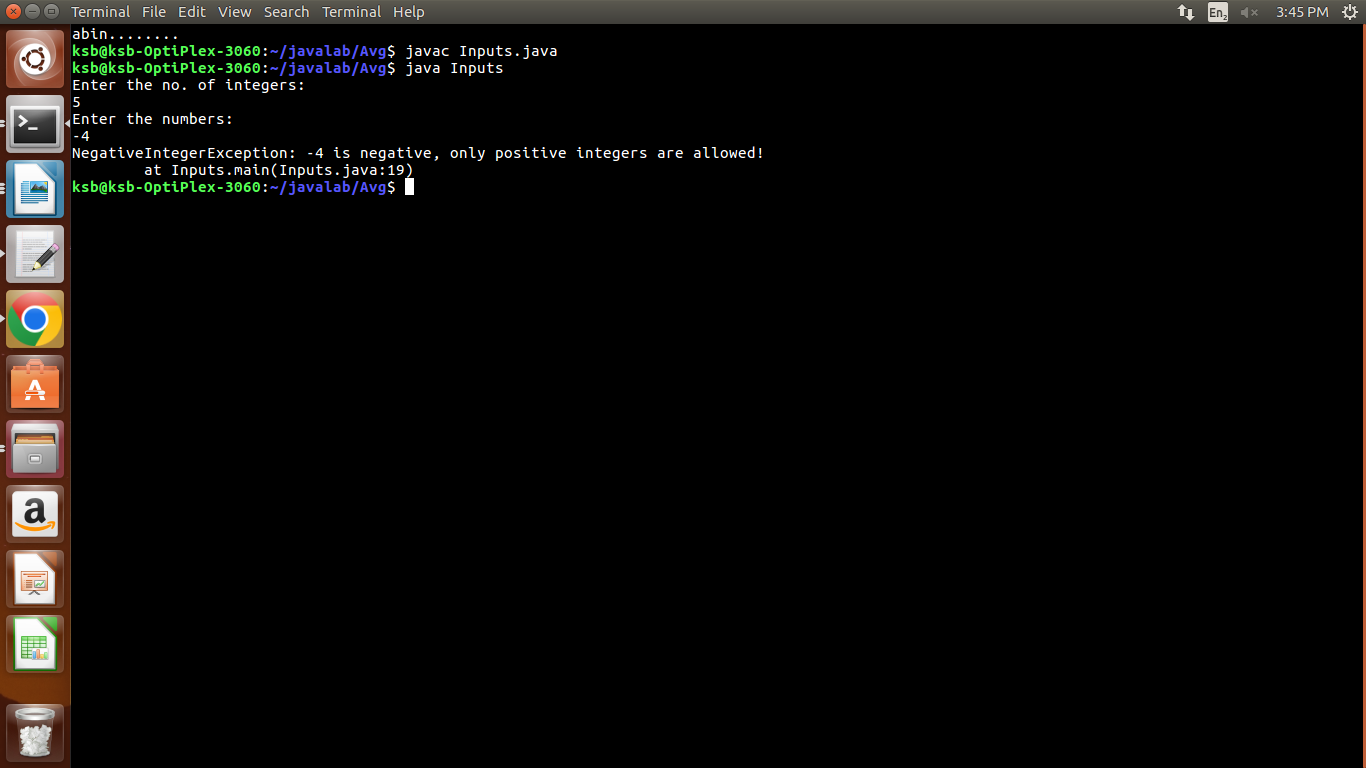 Terminal File Edit View Search Terminal Help En2 3:45 PM
abin........
ksb@ksb-OptiPlex-3060:~/javalab/Avg$ javac Inputs.java
ksb@ksb-OptiPlex-3060:~/javalab/Avg$ java Inputs
Enter the no. of integers:
5
Enter the numbers:
-4
NegativeIntegerException: -4 is negative, only positive integers are allowed!
        at Inputs.main(Inputs.java:19)
ksb@ksb-OptiPlex-3060:~/javalab/Avg$